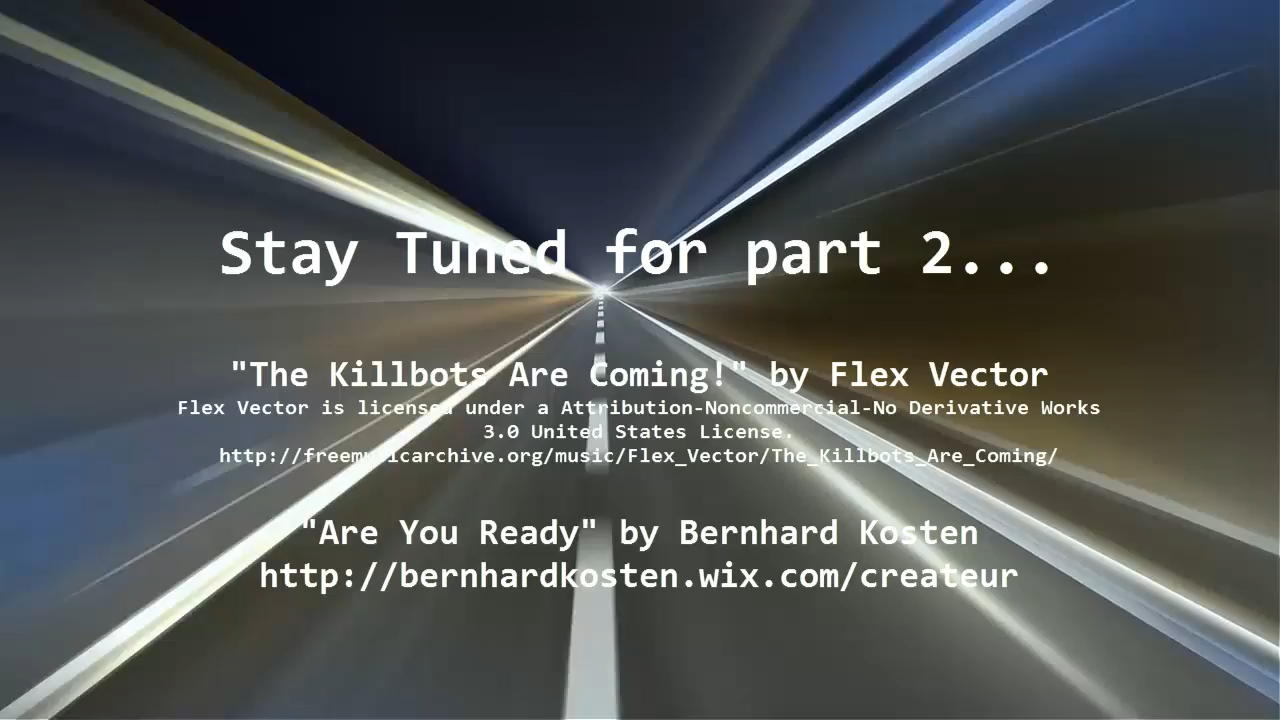 Stay Tuned for part 2...
"The Killbots Are Coming!" by Flex Vector
Flex Vector is licensed under a Attribution-Noncommercial-No Derivative Works
3.0 United States License.
http://freemusicarchive.org/music/Flex_Vector/The_Killbots_Are_Coming/
"Are You Ready" by Bernhard Kosten
http://bernhardkosten.wix.com/createur